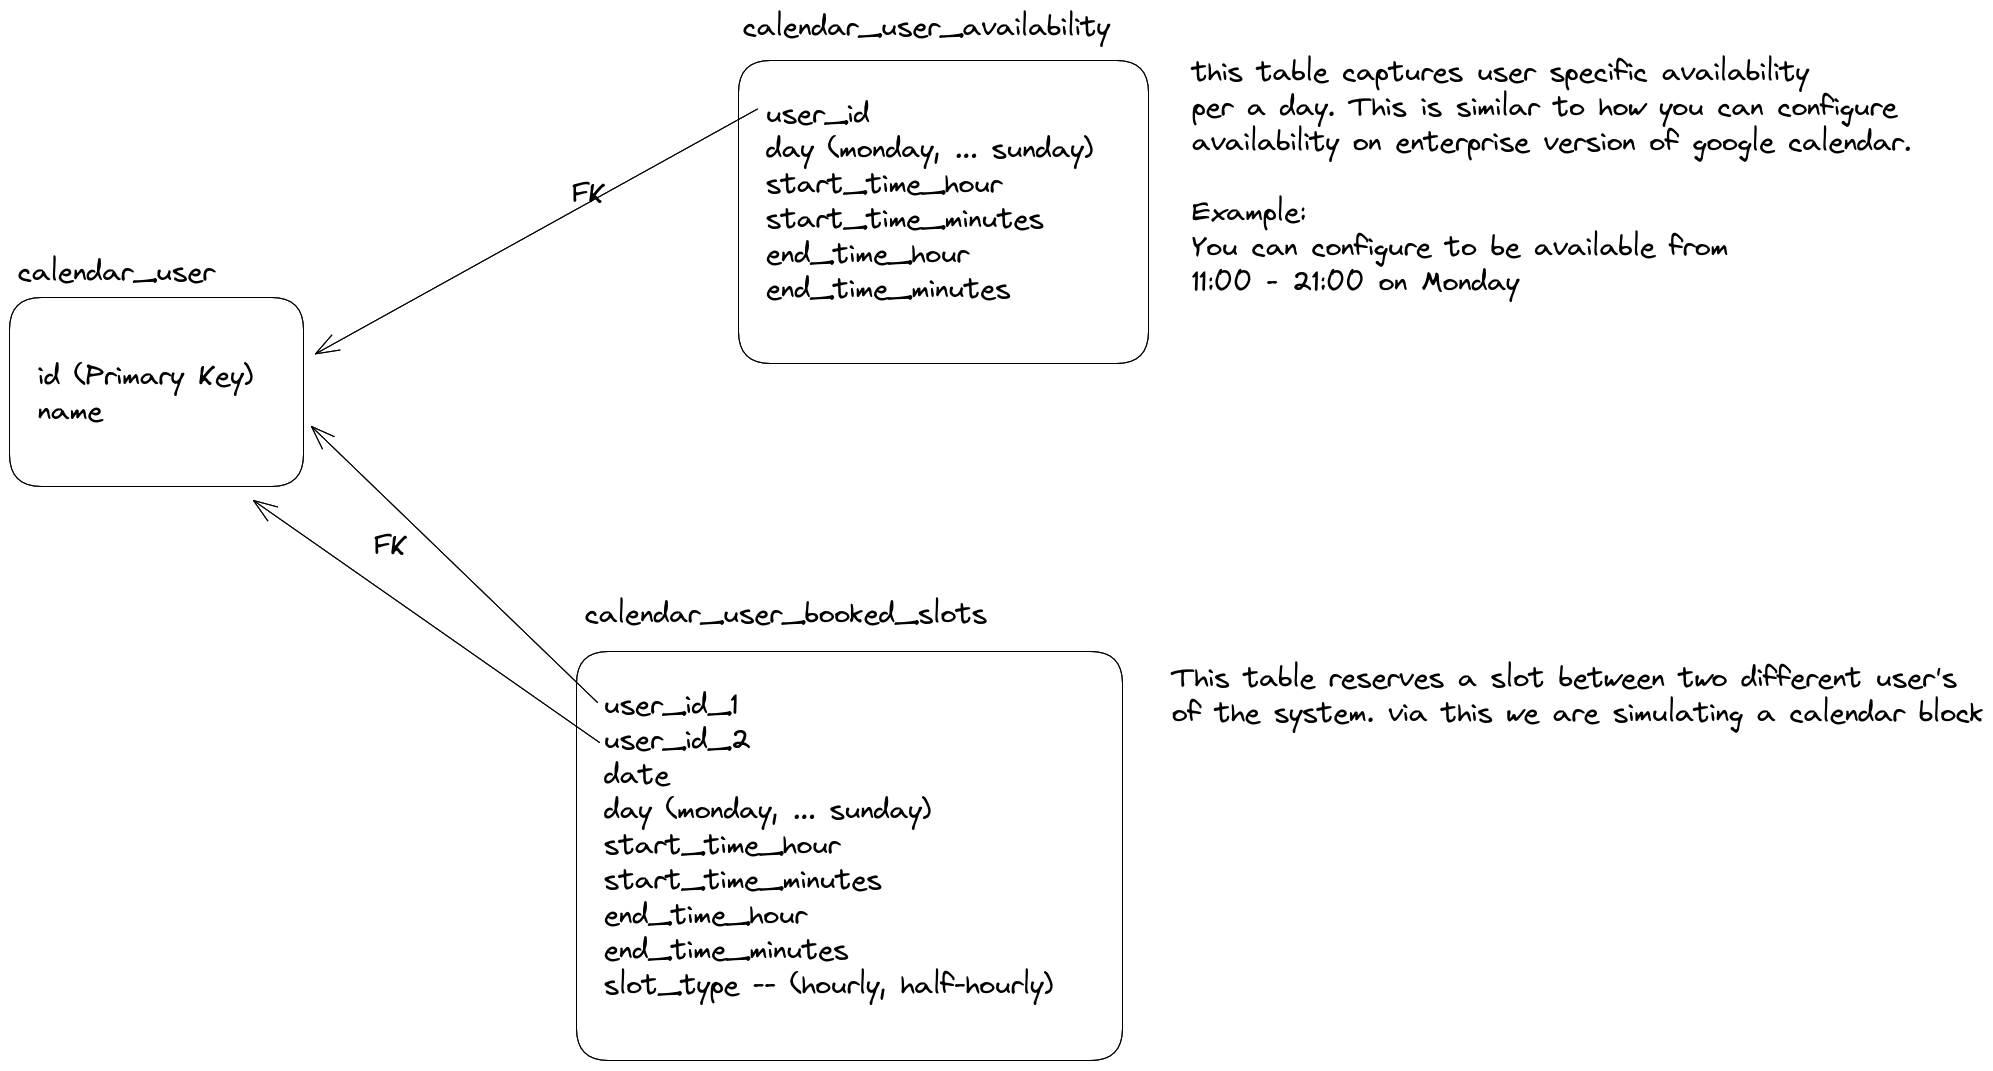 calendar_user_availability
user_id
day (monday, ... sunday)
start_time_hour
start_time_minutes
end_time_hour
end_time_minutes
this table captures user specific availability
per a day. This is similar to how you can configure
availability on enterprise version of google calendar.
Example:
You can configure to be available from
11:00 - 21:00 on Monday
FK
calendar_user
id (Primary Key)
name
FK
calendar_user_booked_slots
user_id_1
user_id_2
date
day (monday, ... sunday)
start_time_hour
start_time_minutes
end_time_hour
end_time_minutes
slot_type -- (hourly, half-hourly)
This table reserves a slot between two different user's
of the system. via this we are simulating a calendar block